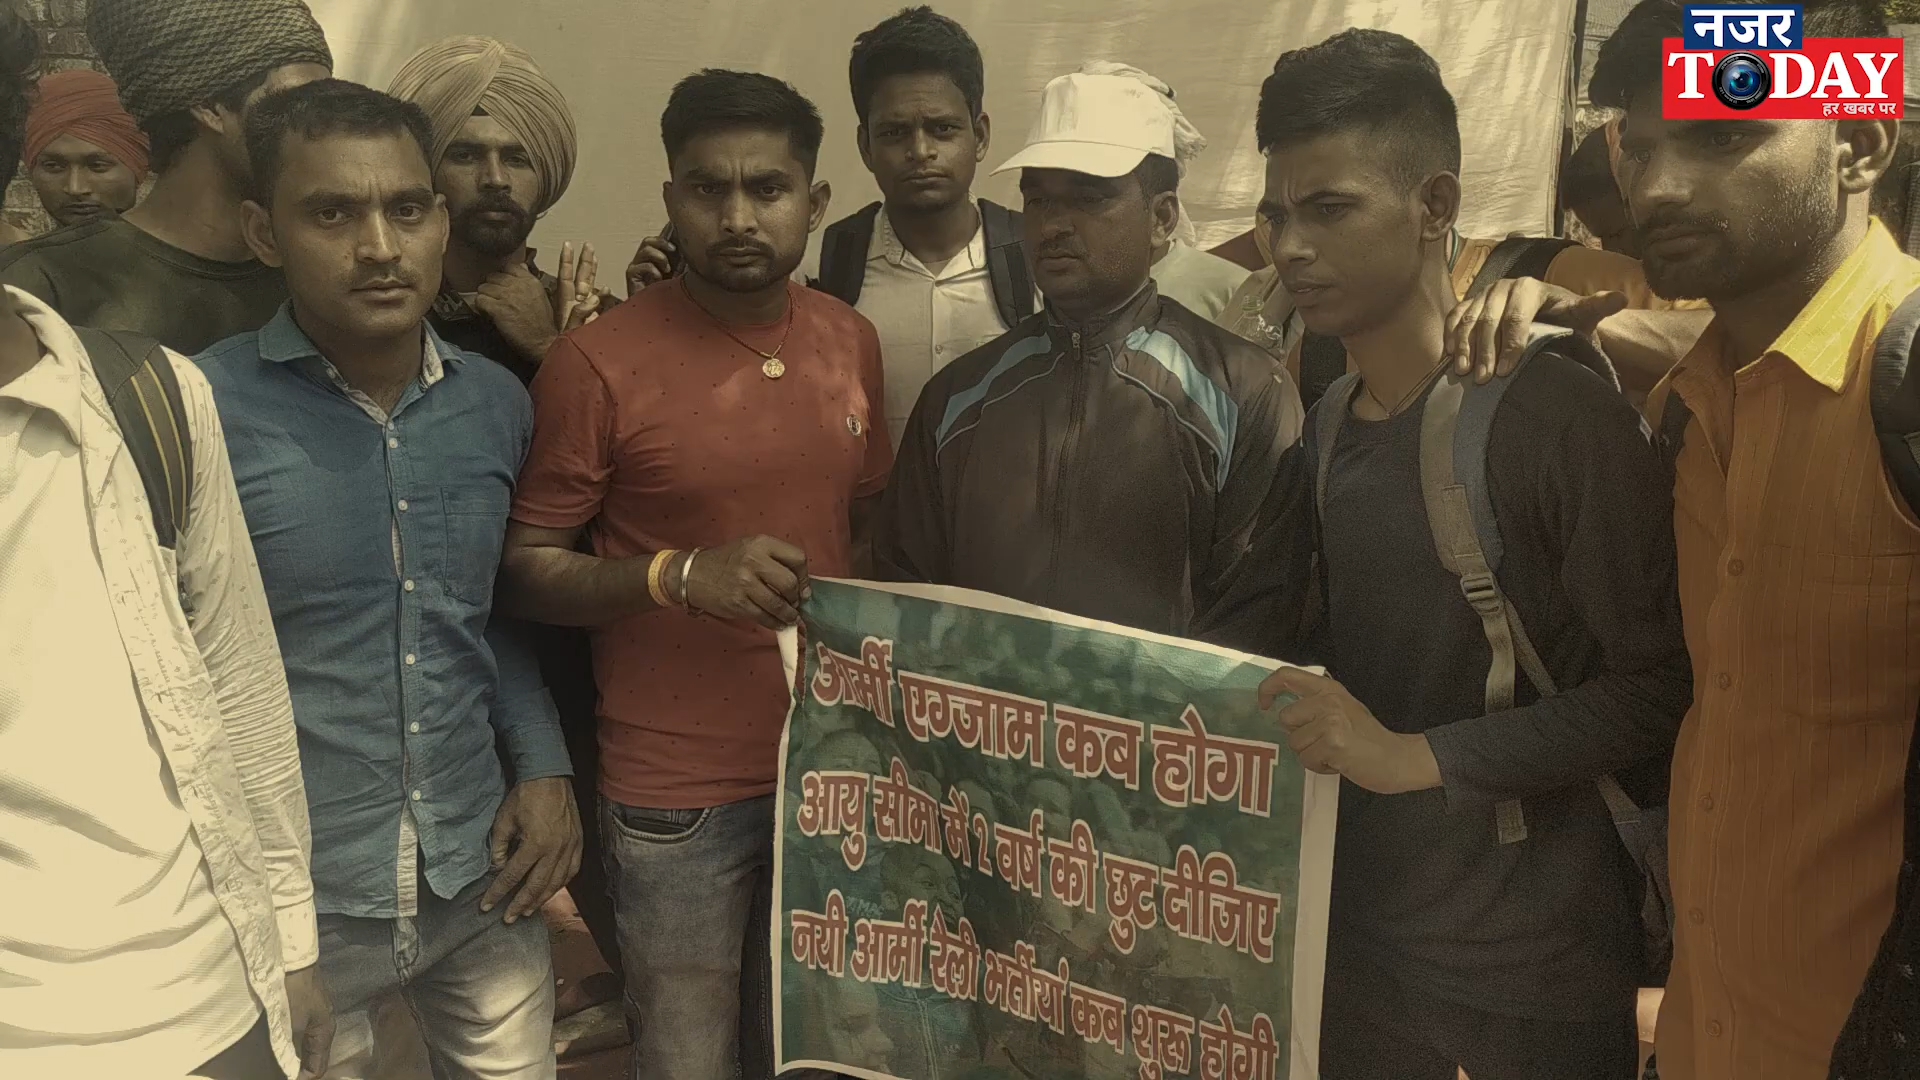 नजर
TODAY
हर खबर पर
आर्मी एग्जाम कब होगा
आयु सीमा में 2 वर्ष की छुट दीजिए
नयी आर्मी रैली भर्तीयां कब शुरू होगी